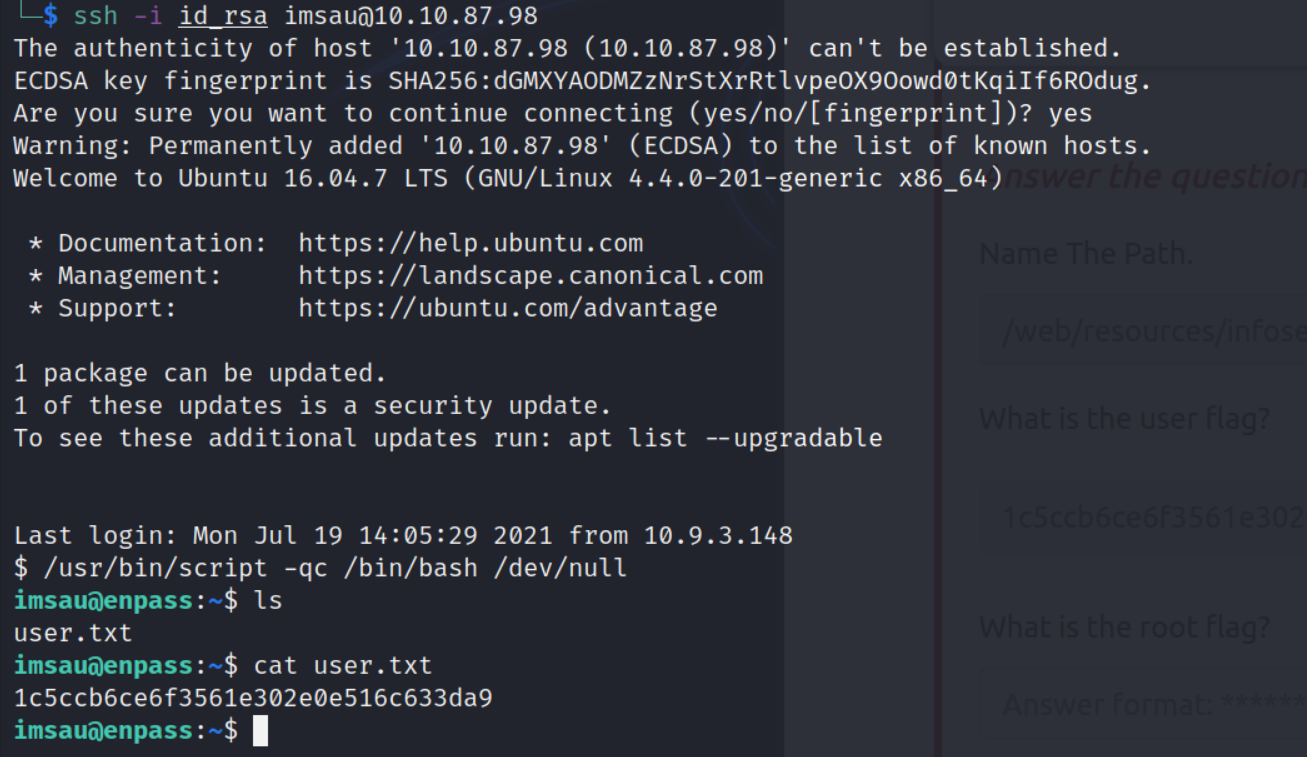 └─$ ssh -i id_rsa imsau@10.10.87.98
The authenticity of host '10.10.87.98 (10.10.87.98)' can't be established.
ECDSA key fingerprint is SHA256:dGMXYAODMZzNrStXrRtlvpeOX9Oowd0tKqiIf6ROdug.
Are you sure you want to continue connecting (yes/no/[fingerprint])? yes
Warning: Permanently added '10.10.87.98' (ECDSA) to the list of known hosts.
Welcome to Ubuntu 16.04.7 LTS (GNU/Linux 4.4.0-201-generic x86_64)
 * Documentation:  https://help.ubuntu.com
 * Management:     https://landscape.canonical.com
 * Support:        https://ubuntu.com/advantage
1 package can be updated.
1 of these updates is a security update.
To see these additional updates run: apt list --upgradable
Last login: Mon Jul 19 14:05:29 2021 from 10.9.3.148
$ /usr/bin/script -qc /bin/bash /dev/null
imsau@enpass:~$ ls
user.txt
imsau@enpass:~$ cat user.txt
1c5ccb6ce6f3561e302e0e516c633da9
imsau@enpass:~$
nswer the question
Name The Path.
/web/resources/infose
What is the user flag?
1c5ccb6ce6f3561e302
What is the root flag?
Answer format: ******